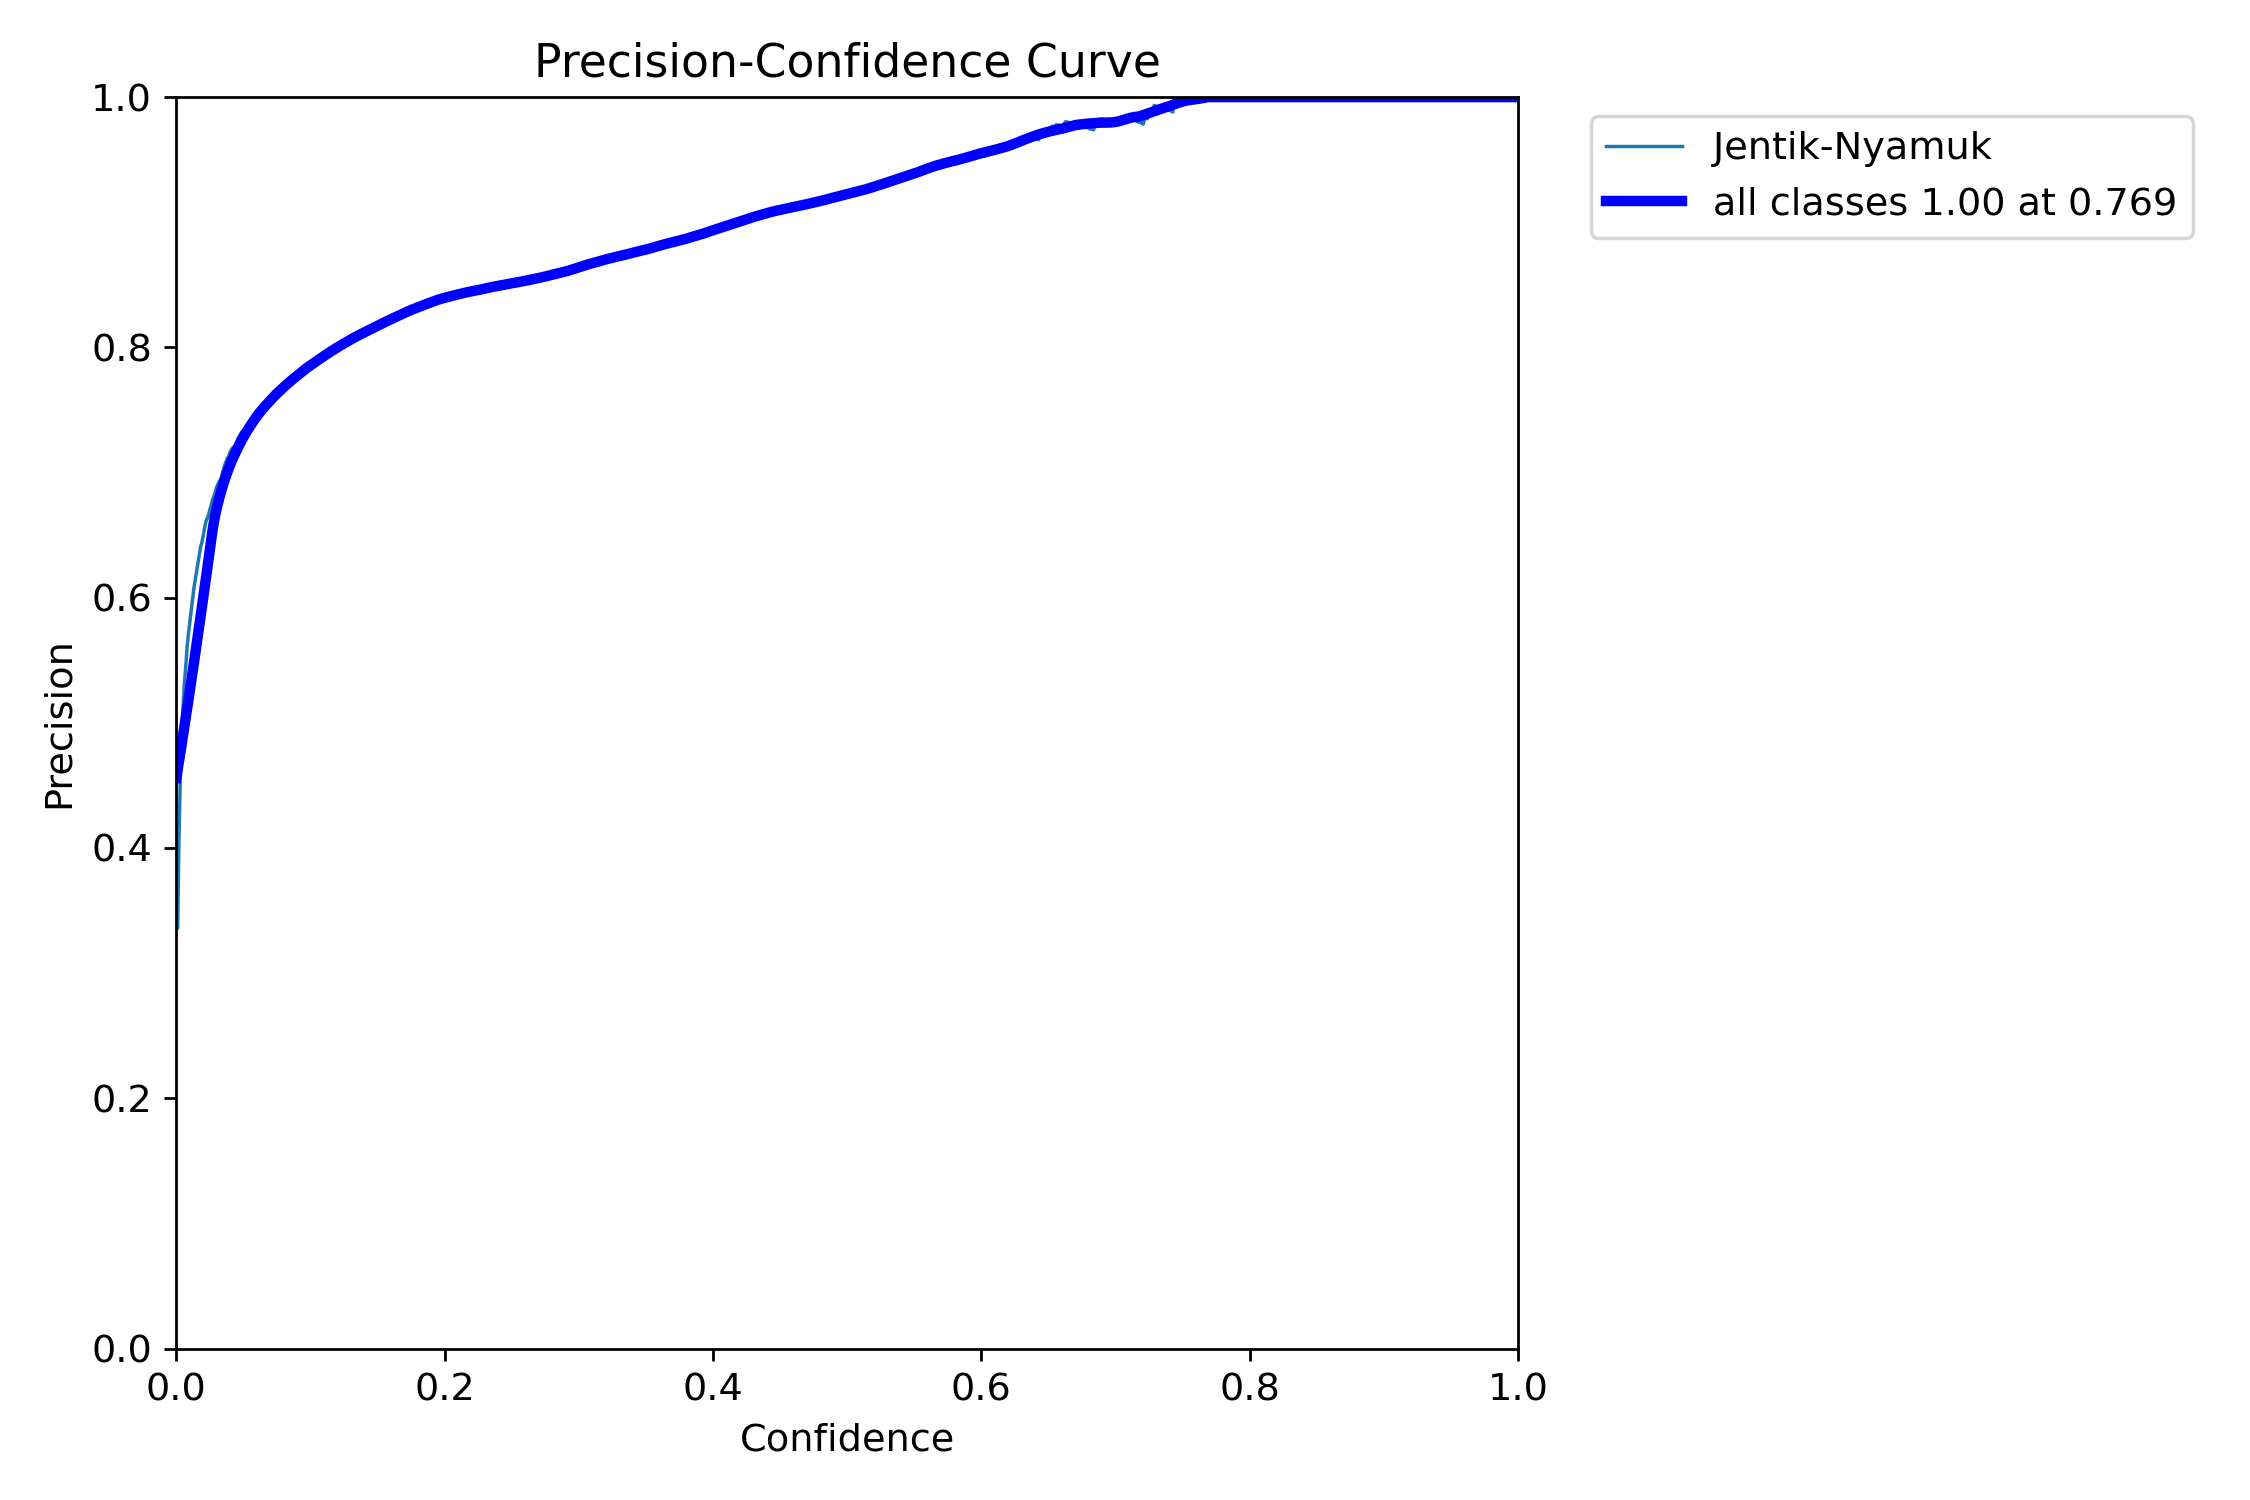 Precision-Confidence Curve
1.0
0.8
0.6
0.4
0.2
0.0
Precision
0.0 0.2 0.4 0.6 0.8 1.0
Confidence
Jentik-Nyamuk
all classes 1.00 at 0.769